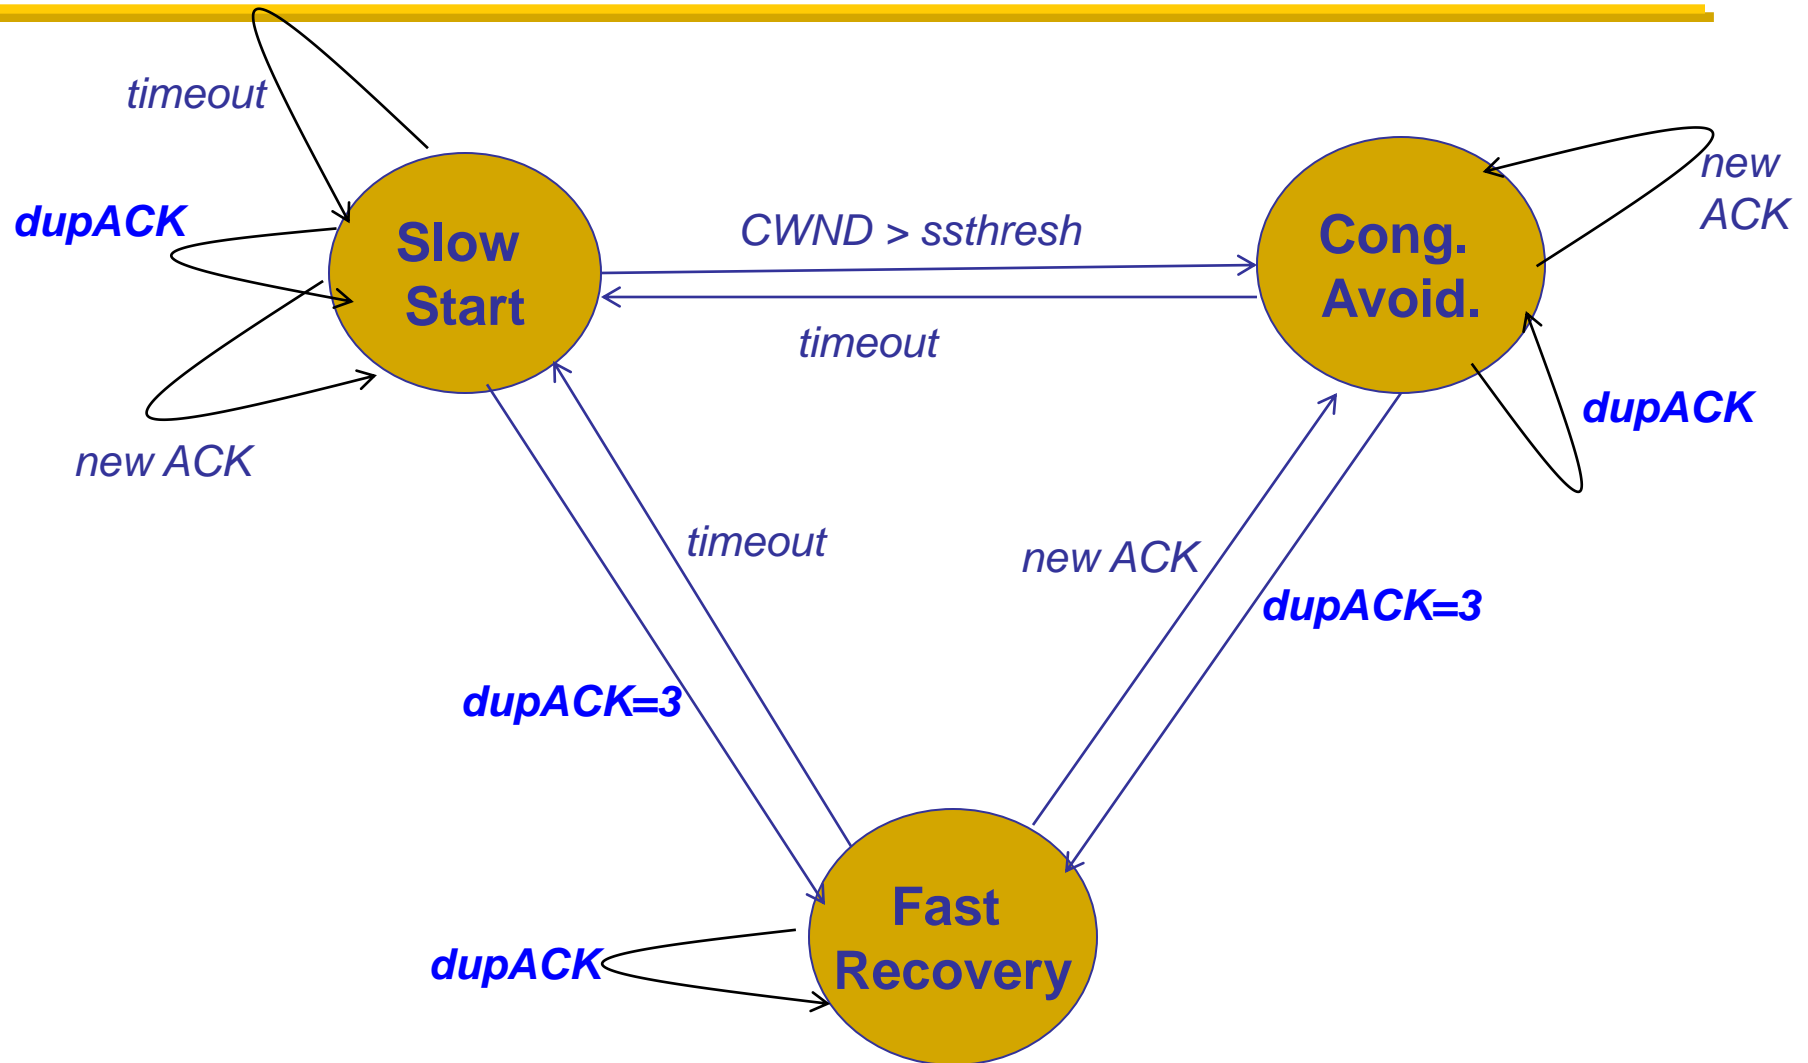 timeout
dupACK
Slow
Start
new ACK
CWND > ssthresh
timeout
Cong.
Avoid.
new
ACK
dupACK
timeout
new ACK
dupACK=3
dupACK=3
Fast
Recovery
dupACK